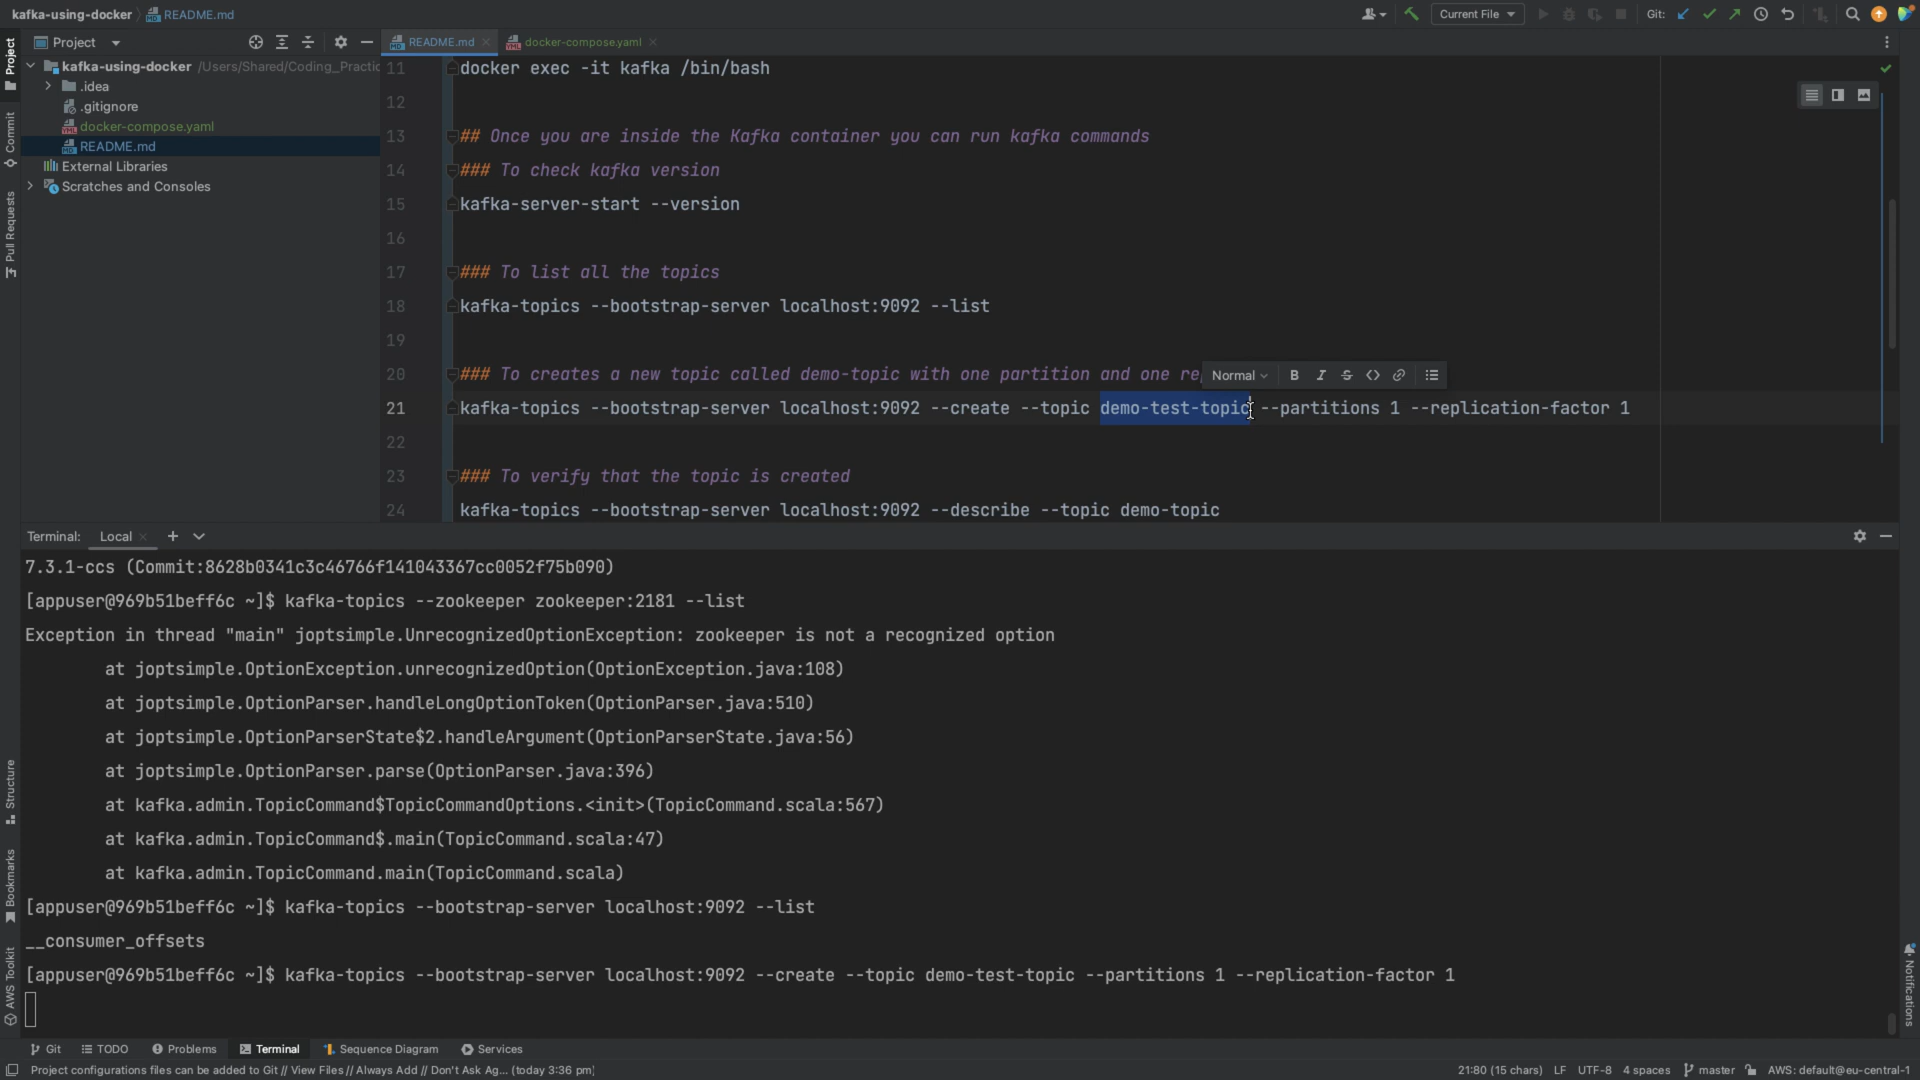 kafka-using-docker README.md
Current File Git:
Project
kafka-using-docker /Users/Shared/Coding_Practic
.idea
.gitignore
docker-compose.yaml
README.md
External Libraries
Scratches and Consoles
Project
Commit
Pull Requests
Structure
Bookmarks
AWS Toolkit
README.md docker-compose.yaml
11 docker exec -it kafka /bin/bash
12
13 ## Once you are inside the Kafka container you can run kafka commands
14 ### To check kafka version
15 kafka-server-start --version
16
17 ### To list all the topics
18 kafka-topics --bootstrap-server localhost:9092 --list
19
20 ### To creates a new topic called demo-topic with one partition and one re
Normal B I S <>
21 kafka-topics --bootstrap-server localhost:9092 --create --topic demo-test-topic --partitions 1 --replication-factor 1
22
23 ### To verify that the topic is created
24 kafka-topics --bootstrap-server localhost:9092 --describe --topic demo-topic
Terminal: Local
7.3.1-ccs (Commit:8628b0341c3c46766f141043367cc0052f75b090)
[appuser@969b51beff6c ~]$ kafka-topics --zookeeper zookeeper:2181 --list
Exception in thread "main" joptsimple.UnrecognizedOptionException: zookeeper is not a recognized option
at joptsimple.OptionException.unrecognizedOption(OptionException.java:108)
at joptsimple.OptionParser.handleLongOptionToken(OptionParser.java:510)
at joptsimple.OptionParserState$2.handleArgument(OptionParserState.java:56)
at joptsimple.OptionParser.parse(OptionParser.java:396)
at kafka.admin.TopicCommand$TopicCommandOptions.<init>(TopicCommand.scala:567)
at kafka.admin.TopicCommand$.main(TopicCommand.scala:47)
at kafka.admin.TopicCommand.main(TopicCommand.scala)
[appuser@969b51beff6c ~]$ kafka-topics --bootstrap-server localhost:9092 --list
__consumer_offsets
[appuser@969b51beff6c ~]$ kafka-topics --bootstrap-server localhost:9092 --create --topic demo-test-topic --partitions 1 --replication-factor 1
Notifications
Git TODO Problems Terminal Sequence Diagram Services
Project configurations files can be added to Git // View Files // Always Add // Don't Ask Ag... (today 3:36 pm) 21:80 (15 chars) LF UTF-8 4 spaces master AWS: default@eu-central-1